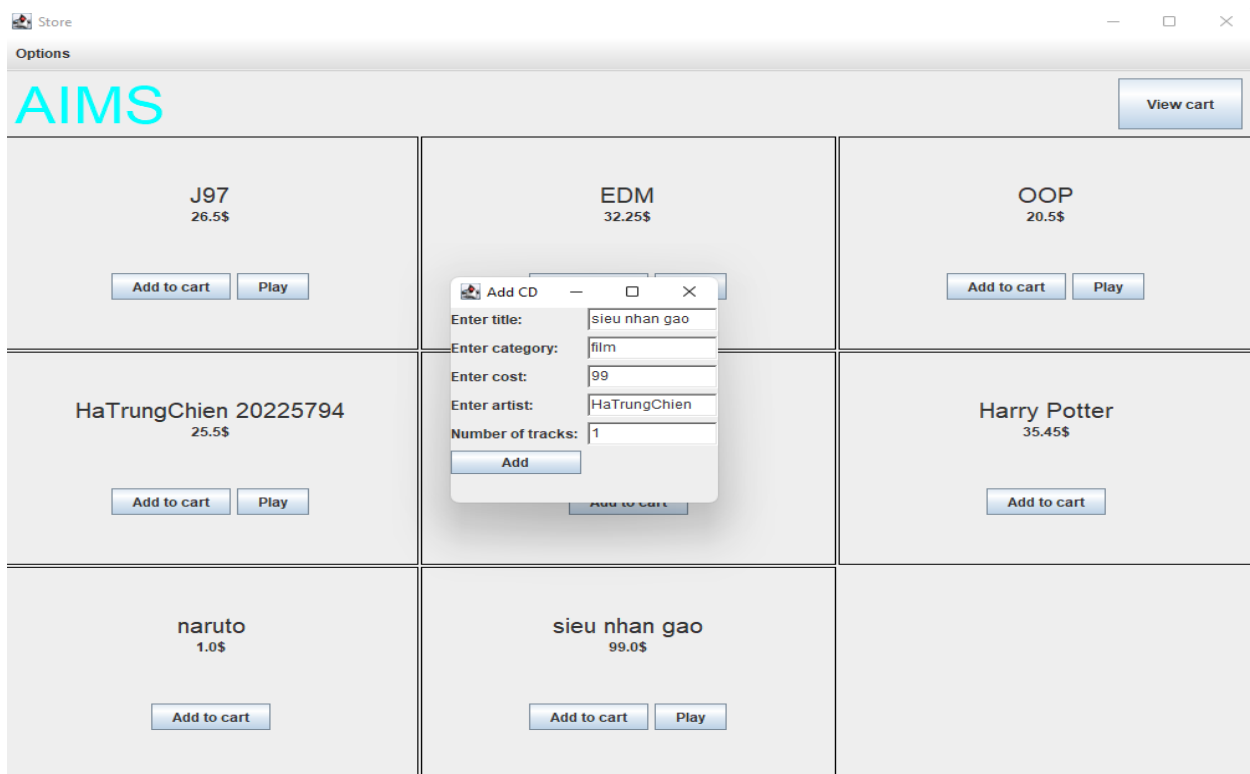 Store
Options
AIMS
View cart
J97
26.5$
Add to cart Play
EDM
32.25$
OOP
20.5$
Add to cart Play
Add CD
Enter title: sieu nhan gao
Enter category: film
Enter cost: 99
Enter artist: HaTrungChien
Number of tracks: 1
Add
HaTrungChien 20225794
25.5$
Add to cart Play
Add to cart
Harry Potter
35.45$
Add to cart
naruto
1.0$
Add to cart
sieu nhan gao
99.0$
Add to cart Play